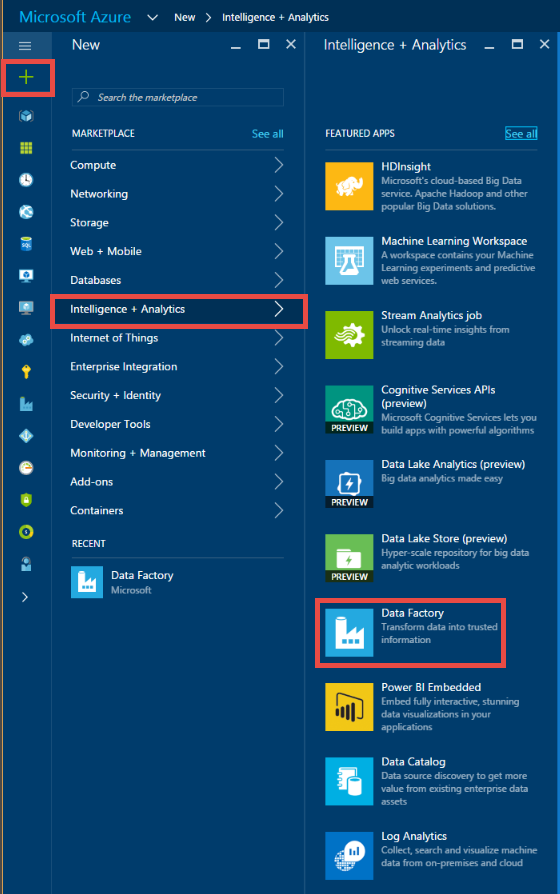 Microsoft Azure New Intelligence + Analytics
New
Search the marketplace
MARKETPLACE See all
Compute
Networking
Storage
Web + Mobile
Databases
Intelligence + Analytics
Internet of Things
Enterprise Integration
Security + Identity
Developer Tools
Monitoring + Management
Add-ons
Containers
RECENT
Data Factory
Microsoft
Intelligence + Analytics
FEATURED APPS See all
HDInsight
Microsoft's cloud-based Big Data
service. Apache Hadoop and other
popular Big Data solutions.
Machine Learning Workspace
A workspace contains your Machine
Learning experiments and predictive
web services.
Stream Analytics job
Unlock real-time insights from
streaming data
Cognitive Services APIs
(preview)
Microsoft Cognitive Services lets you
build apps with powerful algorithms
PREVIEW
Data Lake Analytics (preview)
Big data analytics made easy
PREVIEW
Data Lake Store (preview)
Hyper-scale repository for big data
analytic workloads
PREVIEW
Data Factory
Transform data into trusted
information
Power BI Embedded
Embed fully interactive, stunning
data visualizations in your
applications
Data Catalog
Data source discovery to get more
value from existing enterprise data
assets
Log Analytics
Collect, search and visualize machine
data from on-premises and cloud
SQL